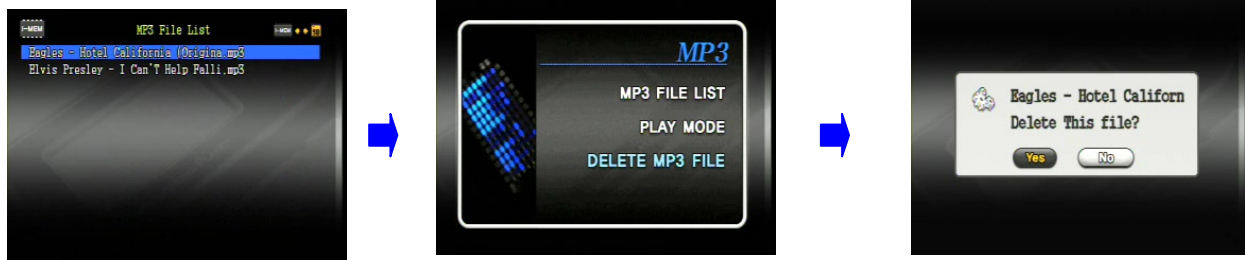 I-MEM MP3 File List I-MEM
Eagles - Hotel California (Origina.mp3
Elvis Presley - I Can'T Help Falli.mp3
MP3
MP3 FILE LIST
PLAY MODE
DELETE MP3 FILE
Eagles - Hotel Californ
Delete This file?
Yes No